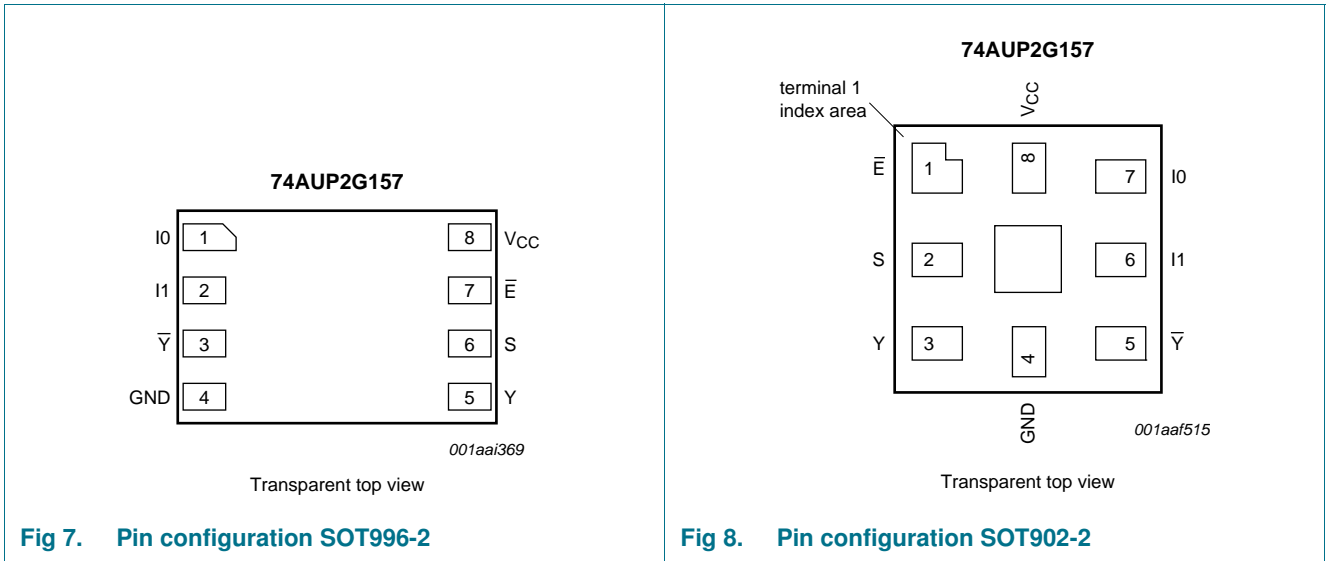 74AUP2G157
I0 1 8 VCC
I1 2 7 E̅
Y̅ 3 6 S
GND 4 5 Y
001aai369
Transparent top view
Fig 7. Pin configuration SOT996-2
74AUP2G157
terminal 1
index area
VCC
E̅ 1 8 7 I0
S 2 6 I1
Y 3 4 5 Y̅
GND
001aaf515
Transparent top view
Fig 8. Pin configuration SOT902-2